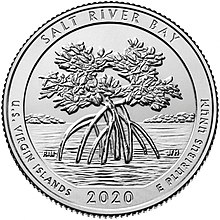 SALT RIVER BAY
U.S. VIRGIN ISLANDS
2020
E PLURIBUS UNUM